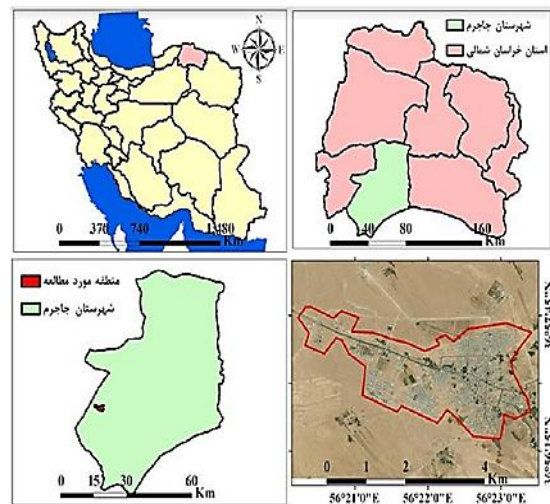 N
W E
S
0 370 740 1480
Km
شهرستان جاجرم
استان خراسان شمالی
0 40 80 160
Km
منطقه مورد مطالعه
شهرستان جاجرم
0 15 30 60
Km
0 1 2 4
Km
56°21'0"E 56°22'0"E 56°23'0"E